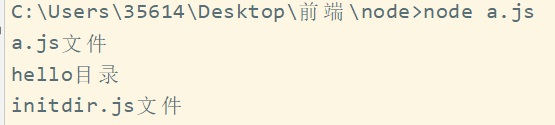 C:\Users\35614\Desktop\前端\node>node a.js
a.js文件
hello目录
initdir.js文件